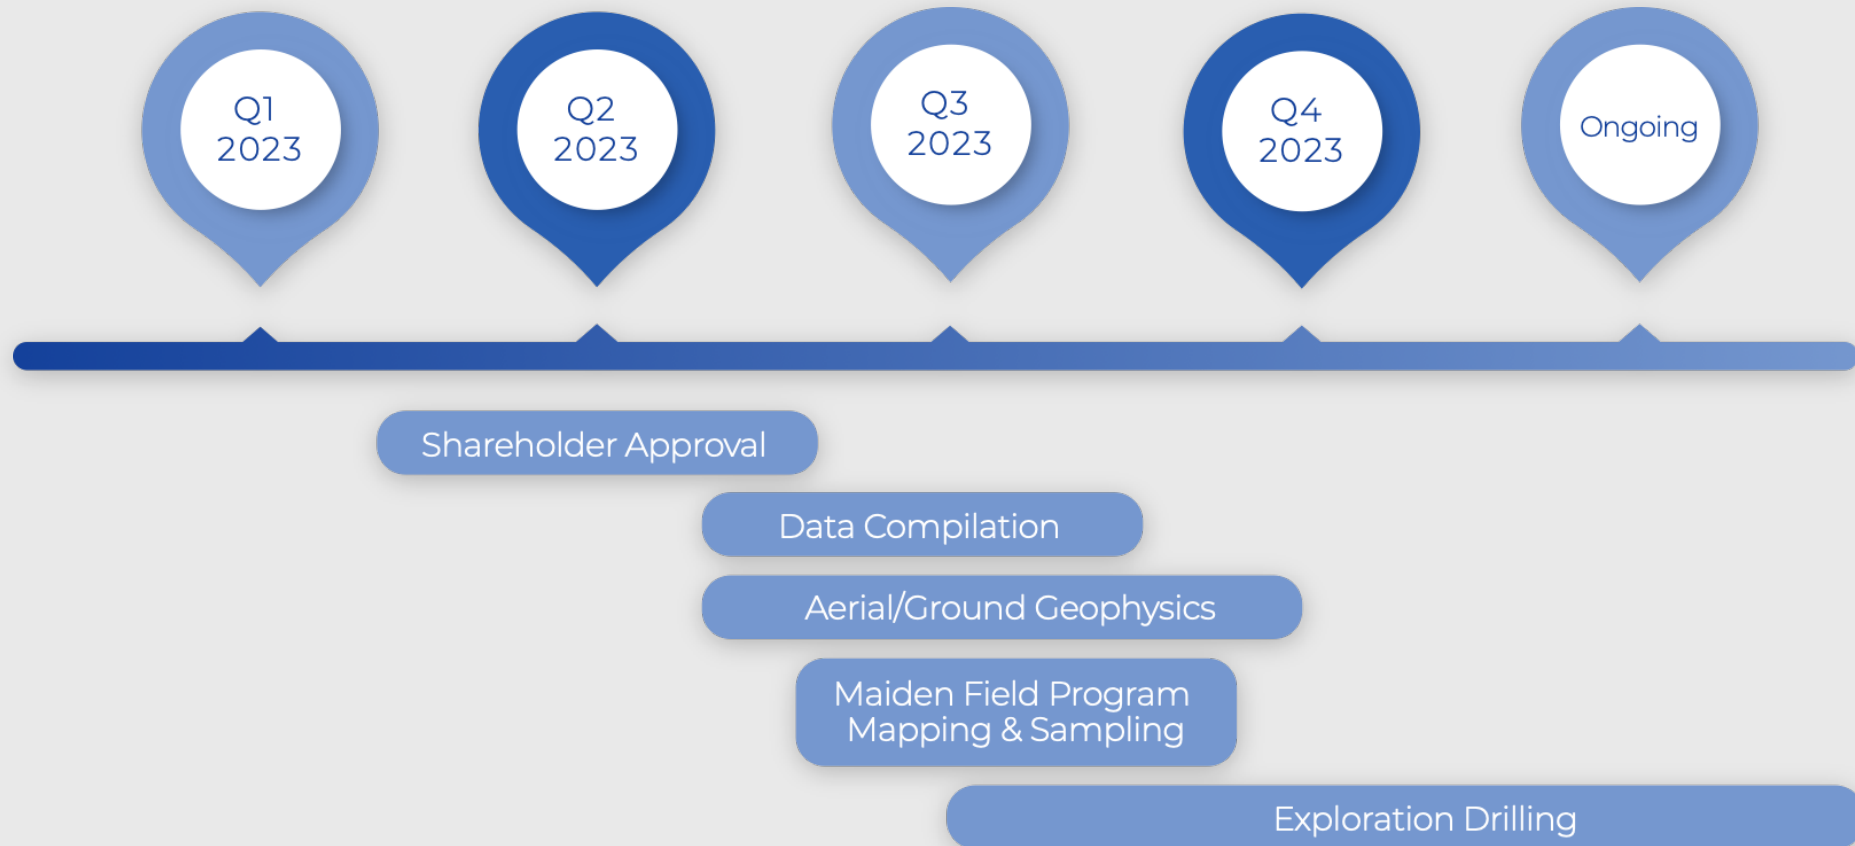 Q1
2023
Q2
2023
Q3
2023
Q4
2023
Ongoing
Shareholder Approval
Data Compilation
Aerial/Ground Geophysics
Maiden Field Program
Mapping & Sampling
Exploration Drilling